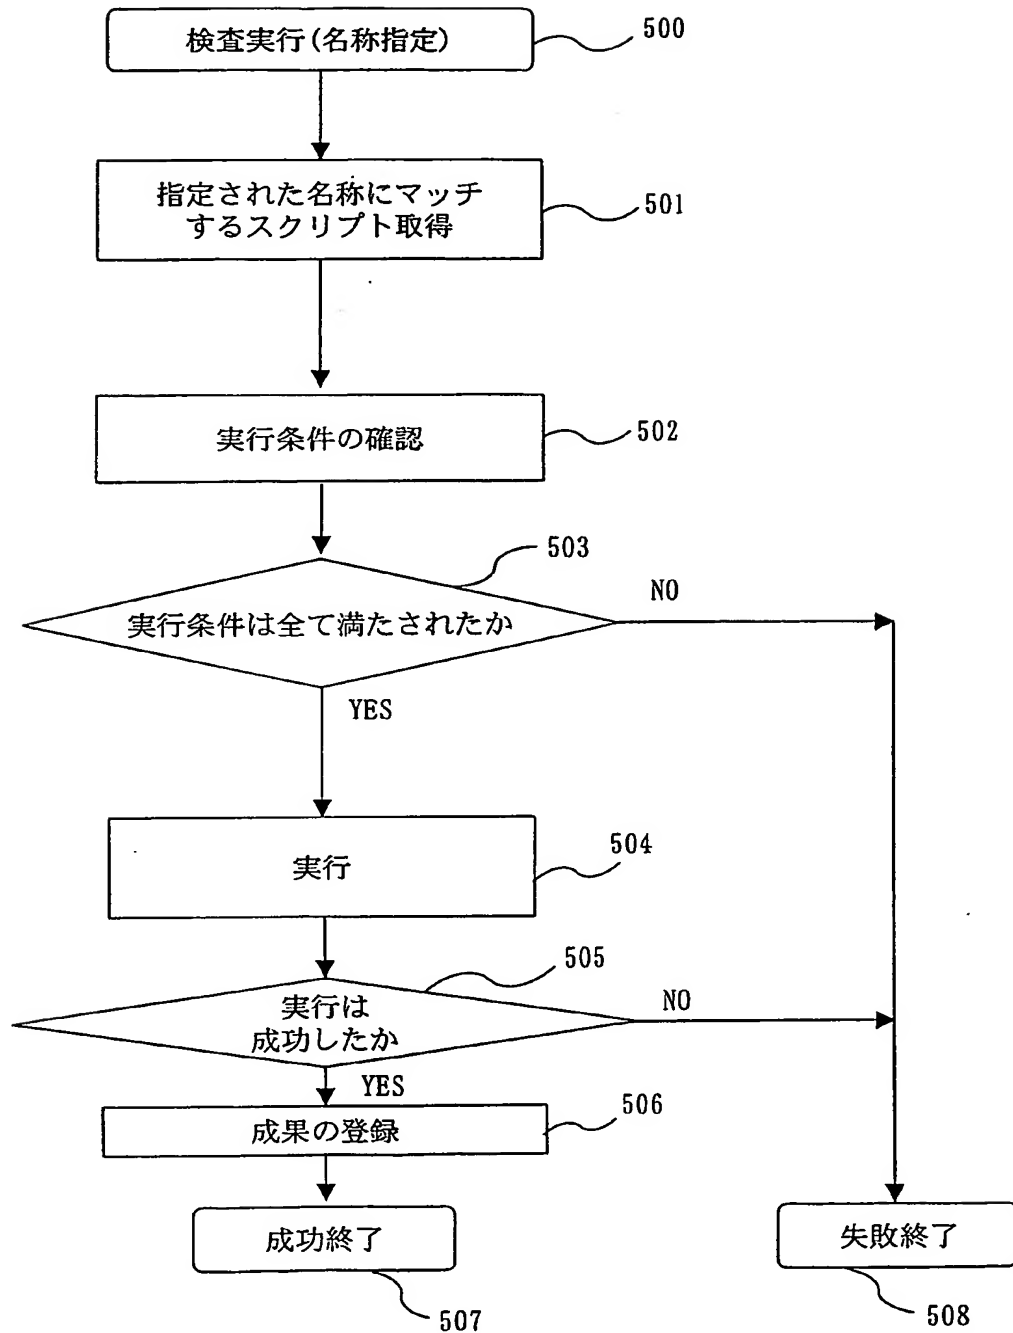 検査実行(名称指定)
500
指定された名称にマッチ
するスクリプト取得
501
実行条件の確認
502
503
実行条件は全て満たされたか
NO
YES
実行
504
505
実行は
成功したか
NO
YES
成果の登録
506
成功終了
507
失敗終了
508